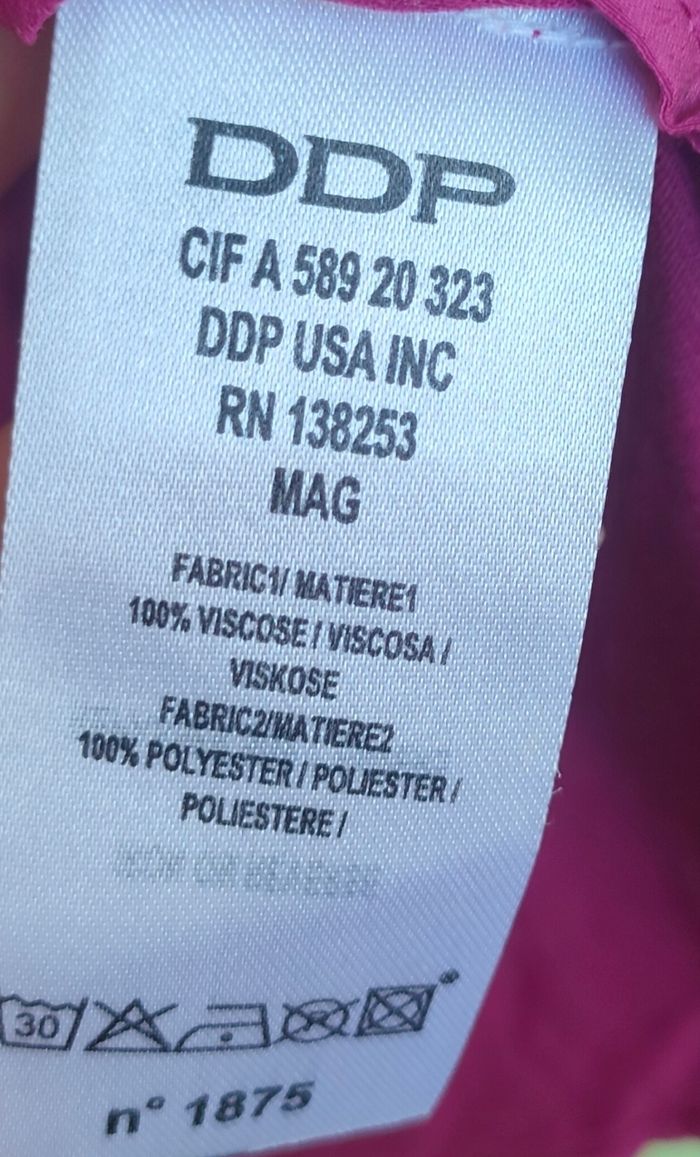 DDP
CIF A 589 20 323
DDP USA INC
RN 138253
MAG
FABRIC1/ MATIERE1
100% VISCOSE / VISCOSA /
VISKOSE
FABRIC2/MATIERE2
100% POLYESTER / POLIESTER /
POLIESTERE /
30
n° 1875